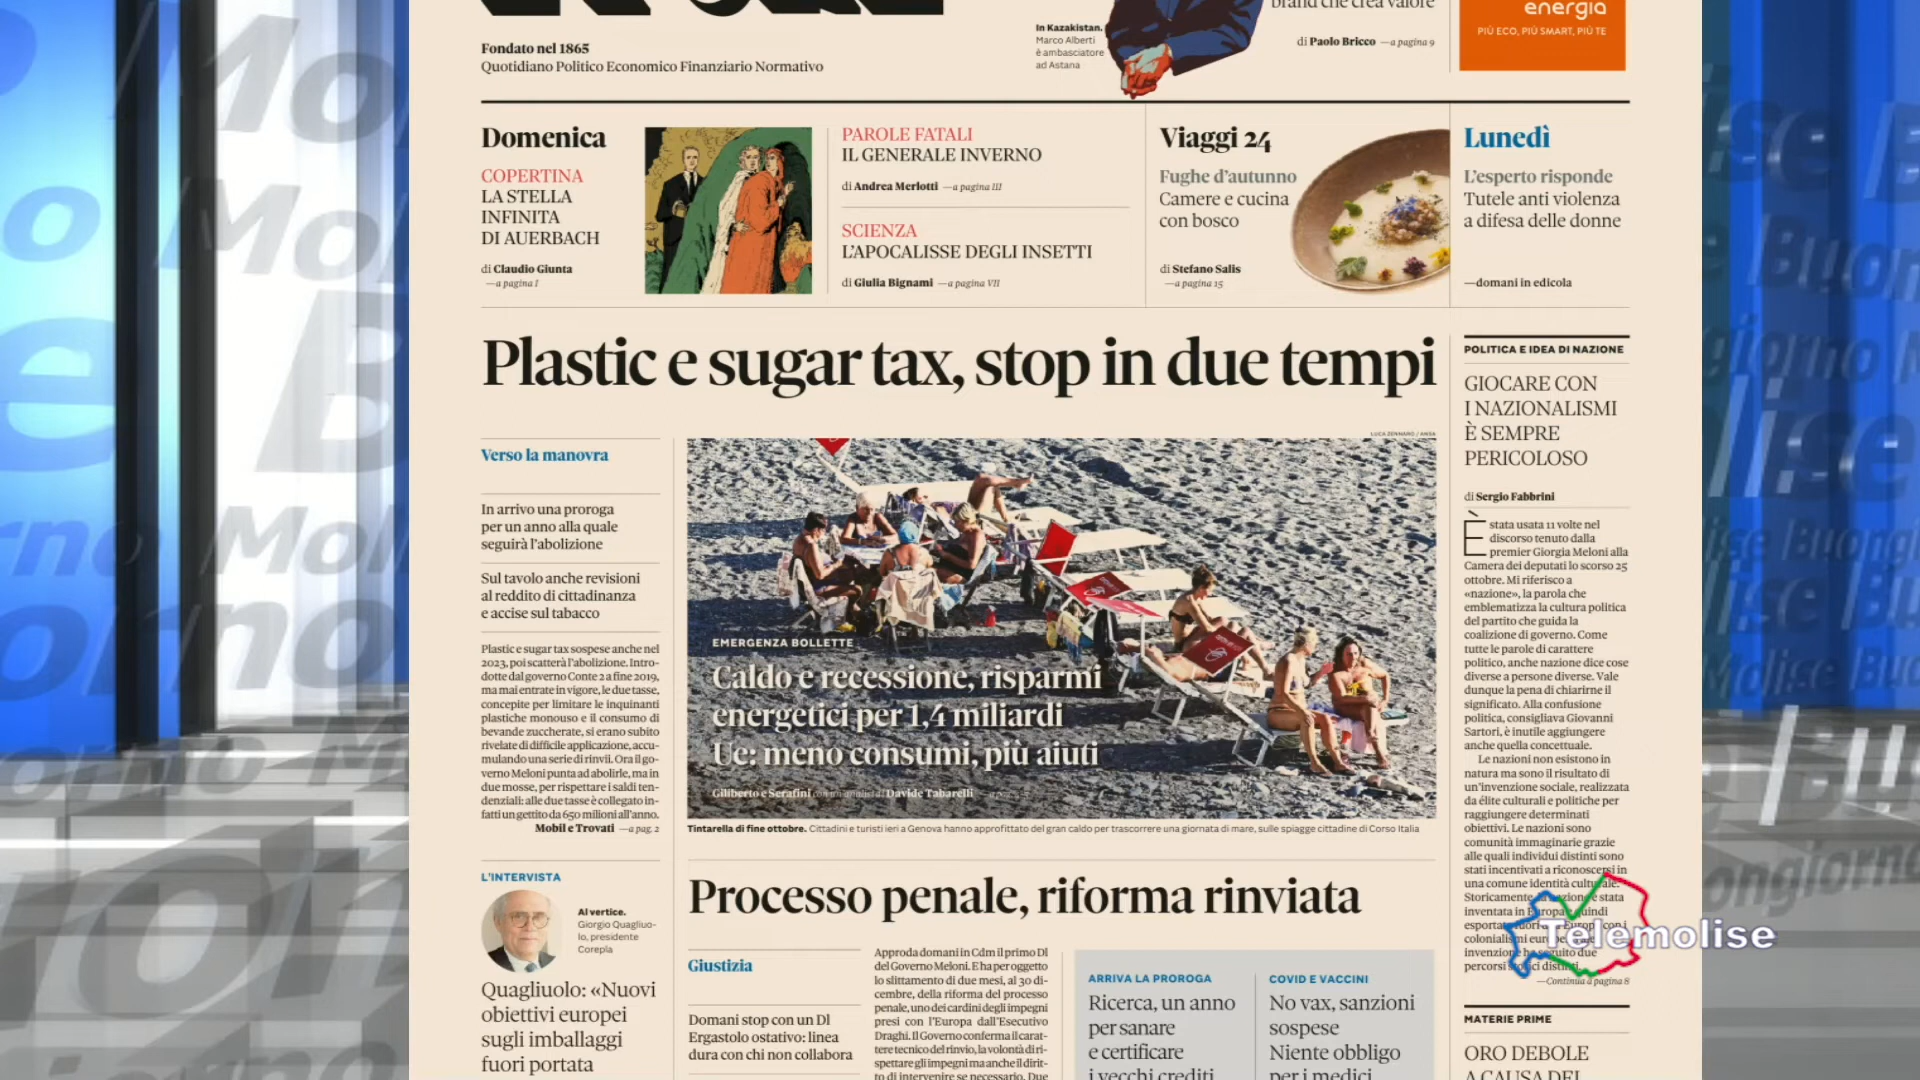 brand che crea valore
energia
PIÙ ECO, PIÙ SMART, PIÙ TE
In Kazakistan.
Marco Alberti
è ambasciatore
ad Astana
di Paolo Bricco —a pagina 9
Fondato nel 1865
Quotidiano Politico Economico Finanziario Normativo
Domenica
COPERTINA
LA STELLA
INFINITA
DI AUERBACH
di Claudio Giunta
—a pagina I
PAROLE FATALI
IL GENERALE INVERNO
di Andrea Merlotti —a pagina III
SCIENZA
L'APOCALISSE DEGLI INSETTI
di Giulia Bignami —a pagina VII
Viaggi 24
Fughe d'autunno
Camere e cucina
con bosco
di Stefano Salis
—a pagina 15
Lunedì
L'esperto risponde
Tutele anti violenza
a difesa delle donne
—domani in edicola
Plastic e sugar tax, stop in due tempi
Verso la manovra
In arrivo una proroga
per un anno alla quale
seguirà l'abolizione
Sul tavolo anche revisioni
al reddito di cittadinanza
e accise sul tabacco
Plastic e sugar tax sospese anche nel
2023, poi scatterà l'abolizione. Intro-
dotte dal governo Conte 2 a fine 2019,
ma mai entrate in vigore, le due tasse,
concepite per limitare le inquinanti
plastiche monouso e il consumo di
bevande zuccherate, si erano subito
rivelate di difficile applicazione, accu-
mulando una serie di rinvii. Ora il go-
verno Meloni punta ad abolirle, ma in
due mosse, per rispettare i saldi ten-
denziali: alle due tasse è collegato in-
fatti un gettito da 650 milioni all'anno.
Mobili e Trovati —a pag. 2
LUCA ZENNARO / ANSA
EMERGENZA BOLLETTE
Caldo e recessione, risparmi
energetici per 1,4 miliardi
Ue: meno consumi, più aiuti
Giliberto e Serafini con un'analisi di Davide Tabarelli
Tintarella di fine ottobre. Cittadini e turisti ieri a Genova hanno approfittato del gran caldo per trascorrere una giornata di mare, sulle spiagge cittadine di Corso Italia
POLITICA E IDEA DI NAZIONE
GIOCARE CON
I NAZIONALISMI
È SEMPRE
PERICOLOSO
di Sergio Fabbrini
È stata usata 11 volte nel
discorso tenuto dalla
premier Giorgia Meloni alla
Camera dei deputati lo scorso 25
ottobre. Mi riferisco a
«nazione», la parola che
emblematizza la cultura politica
del partito che guida la
coalizione di governo. Come
tutte le parole di carattere
politico, anche nazione dice cose
diverse a persone diverse. Vale
dunque la pena di chiarirne il
significato. Alla confusione
politica, consigliava Giovanni
Sartori, è inutile aggiungere
anche quella concettuale.
Le nazioni non esistono in
natura ma sono il risultato di
un'invenzione sociale, realizzata
da élite culturali e politiche per
raggiungere determinati
obiettivi. Le nazioni sono
comunità immaginarie grazie
alle quali individui distinti sono
stati incentivati a riconoscersi in
una comune identità culturale.
Storicamente, la nazione è stata
inventata in Europa e quindi
esportata fuori
colonialismi
invenzione ha seguito due
percorsi storici distinti.
—Continua a pagina 8
Telemolise
MATERIE PRIME
ORO DEBOLE
A CAUSA DEL
L'INTERVISTA
Al vertice.
Giorgio Quagliuo-
lo, presidente
Corepla
Quagliuolo: «Nuovi
obiettivi europei
sugli imballaggi
fuori portata
Processo penale, riforma rinviata
Giustizia
Domani stop con un Dl
Ergastolo ostativo: linea
dura con chi non collabora
Approda domani in Cdm il primo Dl
del Governo Meloni. E ha per oggetto
lo slittamento di due mesi, al 30 di-
cembre, della riforma del processo
penale, uno dei cardini degli impegni
presi con l'Europa dall'Esecutivo
Draghi. Il Governo conferma il carat-
tere tecnico del rinvio, la volontà di ri-
spettare gli impegni ma anche il dirit-
to di intervenire se necessario. Due
ARRIVA LA PROROGA
Ricerca, un anno
per sanare
e certificare
i vecchi crediti
COVID E VACCINI
No vax, sanzioni
sospese
Niente obbligo
per i medici